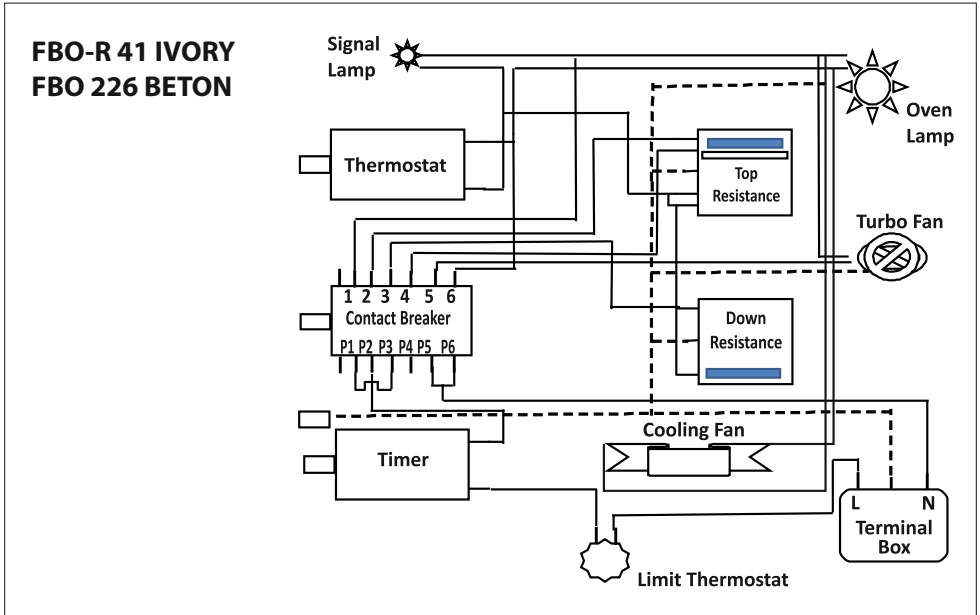 FBO-R 41 IVORY
FBO 226 BETON
Signal
Lamp
Oven
Lamp
Thermostat
Top
Resistance
Turbo Fan
1 2 3 4 5 6
Contact Breaker
P1 P2 P3 P4 P5 P6
Down
Resistance
Timer
Cooling Fan
L N
Terminal
Box
Limit Thermostat